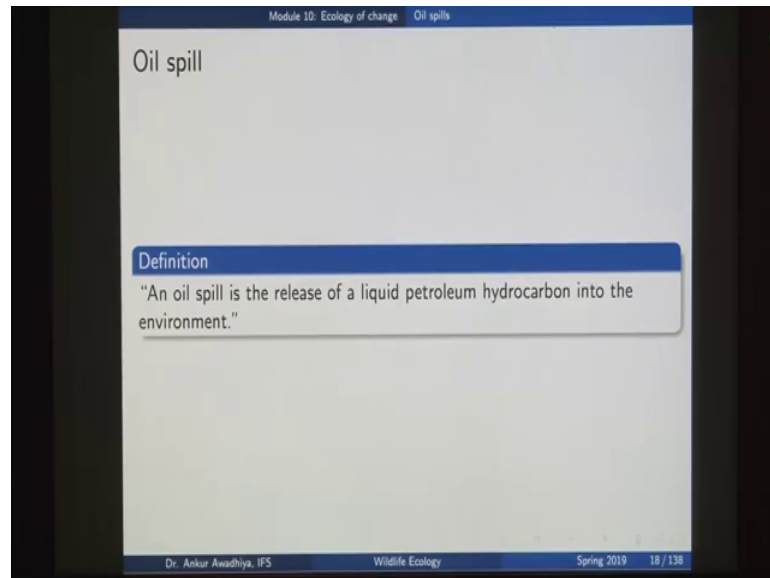 Module 10: Ecology of change Oil spills
Oil spill
Definition
"An oil spill is the release of a liquid petroleum hydrocarbon into the
environment."
Dr. Ankur Awadhiya, IFS Wildlife Ecology Spring 2019 18/138